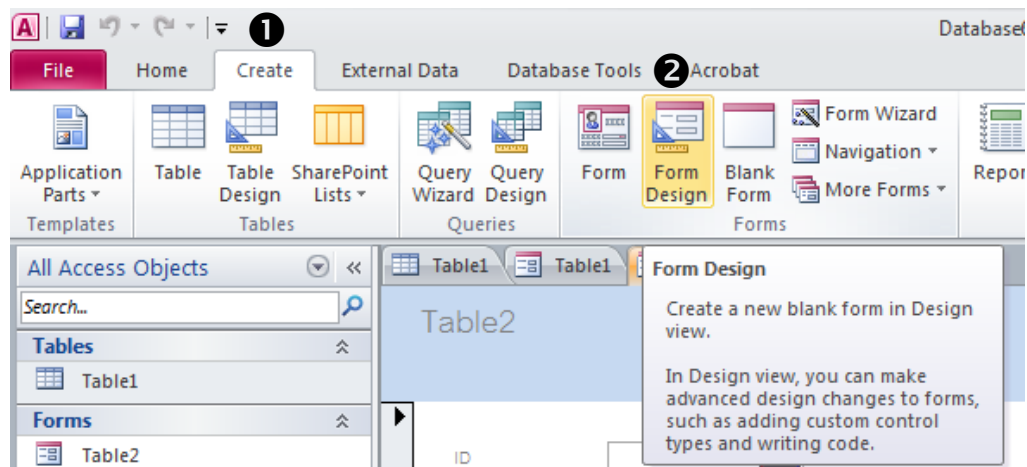 A
1
Database
File Home Create External Data Database Tools 2 Acrobat
Application Parts Table Table Design SharePoint Lists Query Wizard Query Design Form Form Design Blank Form Form Wizard
Navigation
More Forms
Repor
Templates Tables Queries Forms
All Access Objects Table1 Table1 Form Design
Search...
Table2
Create a new blank form in Design
view.
Tables
Table1
In Design view, you can make
advanced design changes to forms,
such as adding custom control
types and writing code.
Forms
Table2
ID